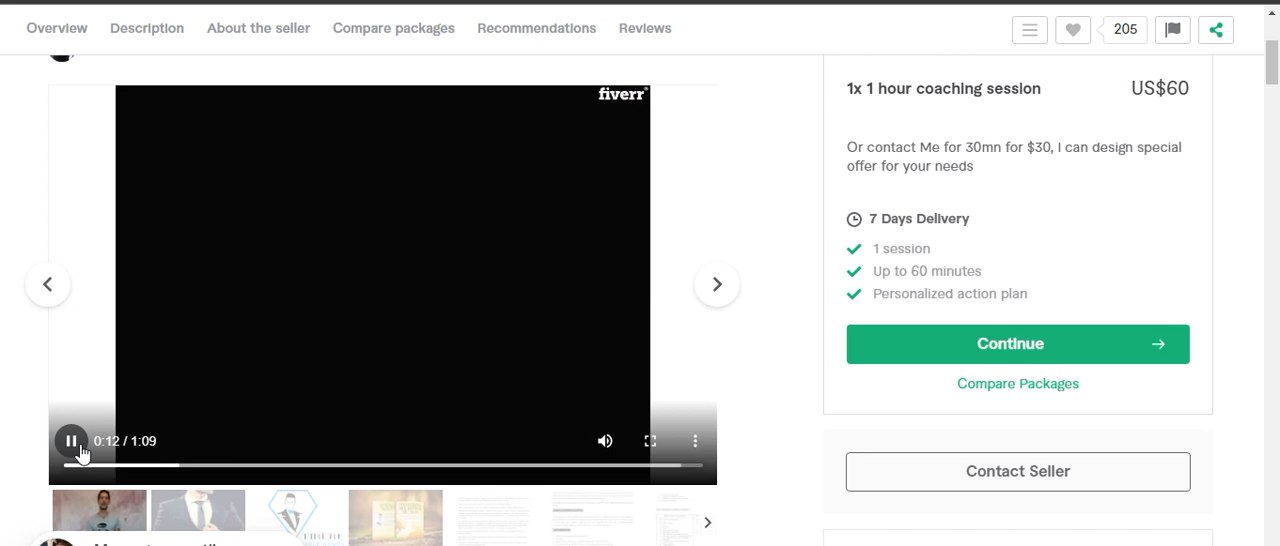 Overview Description About the seller Compare packages Recommendations Reviews
205
fiverr
0:12 / 1:09
1x 1 hour coaching session US$60
Or contact Me for 30mn for $30, I can design special
offer for your needs
7 Days Delivery
1 session
Up to 60 minutes
Personalized action plan
Continue
Compare Packages
Contact Seller